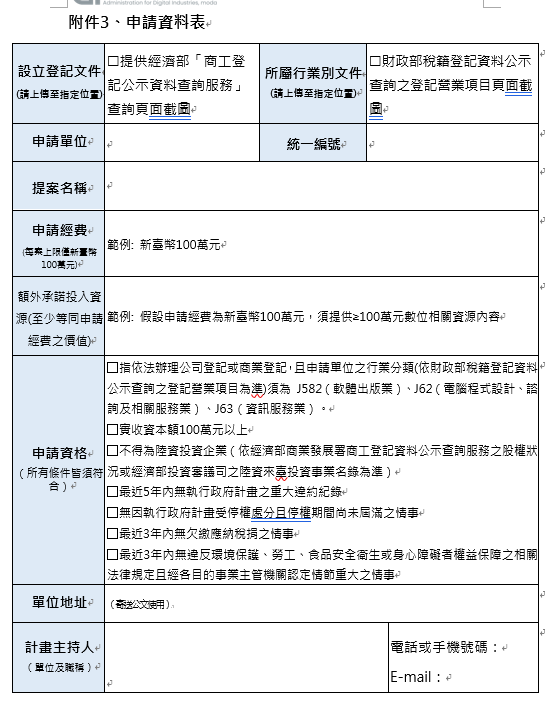 Administration for Digital Industries, moda
附件3、申請資料表
設立登記文件
(請上傳至指定位置)
☐提供經濟部「商工登
記公示資料查詢服務」
查詢頁面截圖
所屬行業別文件
(請上傳至指定位置)
☐財政部稅籍登記資料公示
查詢之登記營業項目頁面截
圖
申請單位
統一編號
提案名稱
申請經費
(每案上限僅新臺幣
100萬元)
範例: 新臺幣100萬元
額外承諾投入資
源(至少等同申請
經費之價值)
範例: 假設申請經費為新臺幣100萬元，須提供≥100萬元數位相關資源內容
申請資格
（所有條件皆須符
合）
☐指依法辦理公司登記或商業登記，且申請單位之行業分類(依財政部稅籍登記資料
公示查詢之登記營業項目為準)須為 J582（軟體出版業）、J62（電腦程式設計、諮
詢及相關服務業）、J63（資訊服務業）。
☐實收資本額100萬元以上
☐不得為陸資投資企業（依經濟部商業發展署商工登記資料公示查詢服務之股權狀
況或經濟部投資審議司之陸資來臺投資事業名錄為準）
☐最近5年內無執行政府計畫之重大違約紀錄
☐無因執行政府計畫受停權處分且停權期間尚未屆滿之情事
☐最近3年內無欠繳應納稅捐之情事
☐最近3年內無違反環境保護、勞工、食品安全衛生或身心障礙者權益保障之相關
法律規定且經各目的事業主管機關認定情節重大之情事
單位地址
（寄送公文使用）
計畫主持人
（單位及職稱）
電話或手機號碼：
E-mail：